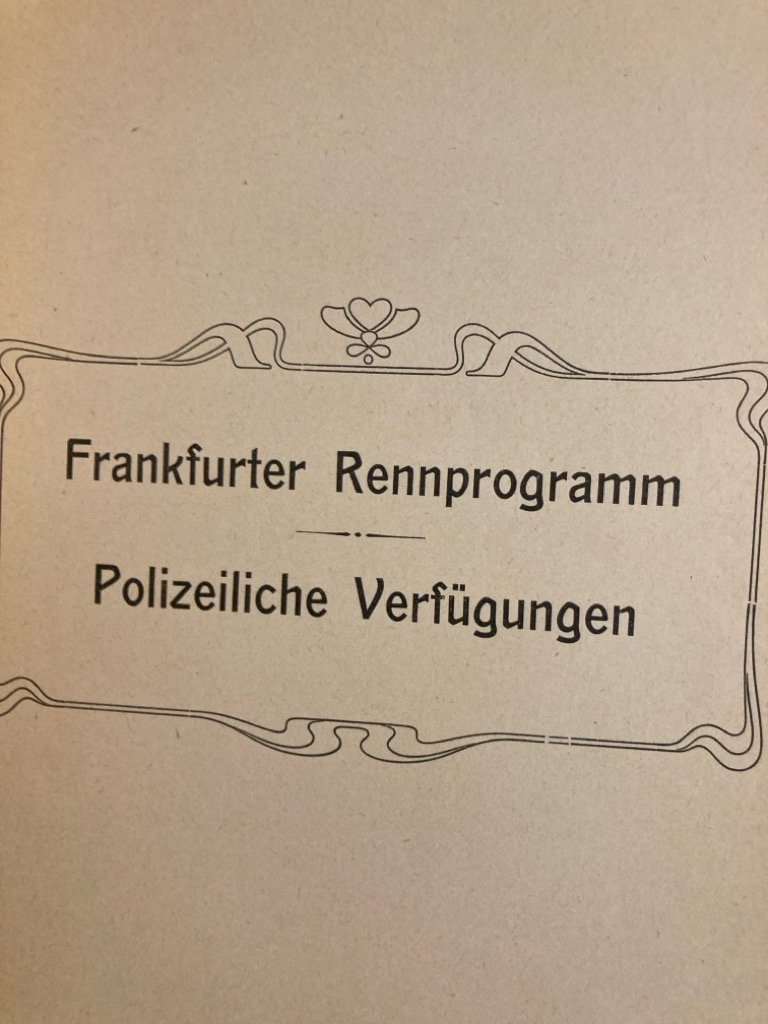 Frankfurter Rennprogramm
Polizeiliche Verfügungen